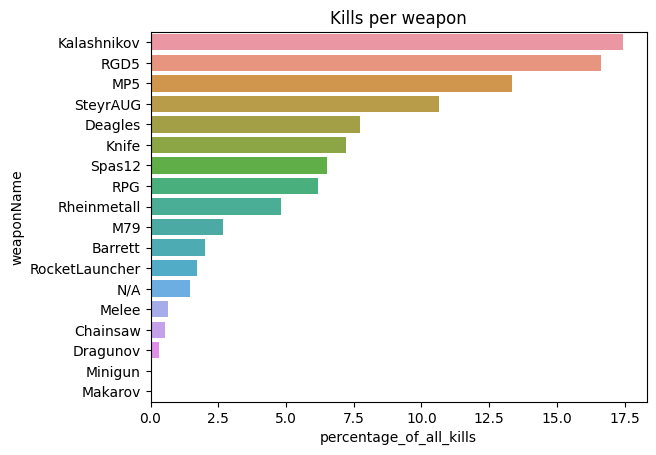 Kills per weapon
weaponName
Kalashnikov
RGD5
MP5
SteyrAUG
Deagles
Knife
Spas12
RPG
Rheinmetall
M79
Barrett
RocketLauncher
N/A
Melee
Chainsaw
Dragunov
Minigun
Makarov
0.0 2.5 5.0 7.5 10.0 12.5 15.0 17.5
percentage_of_all_kills